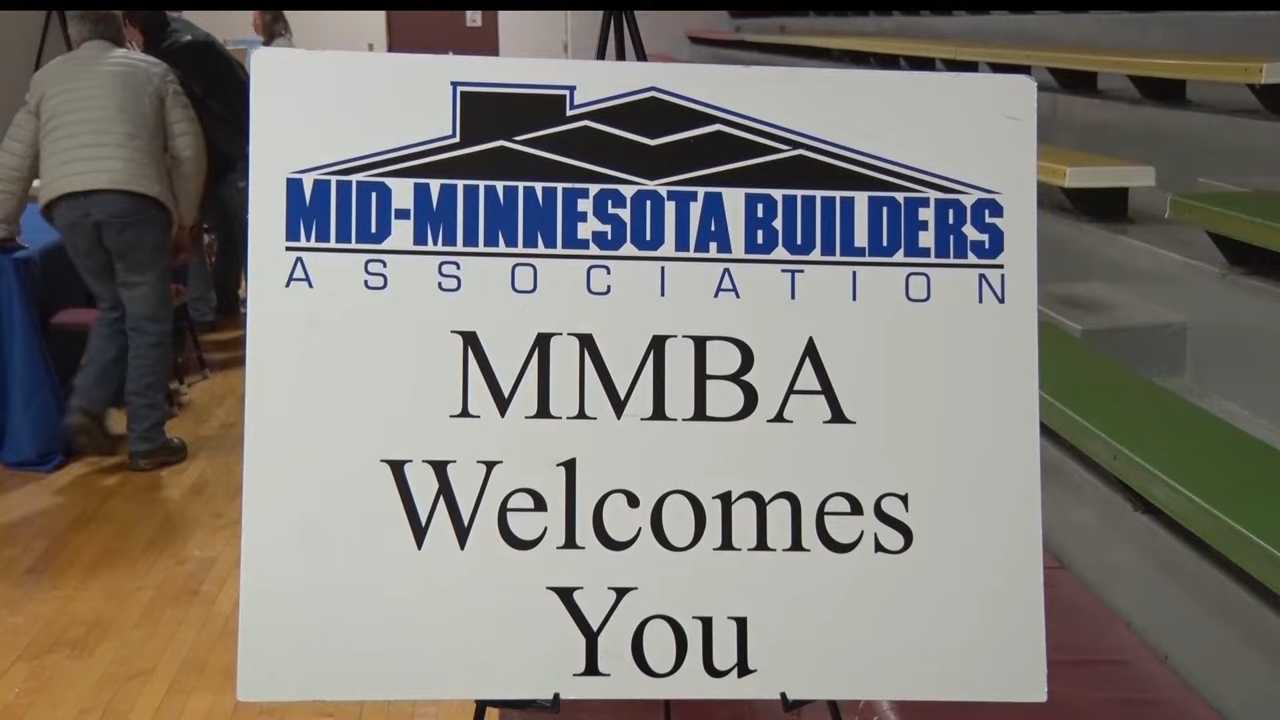 MID-MINNESOTA BUILDERS
ASSOCIATION
MMBA
Welcomes
You